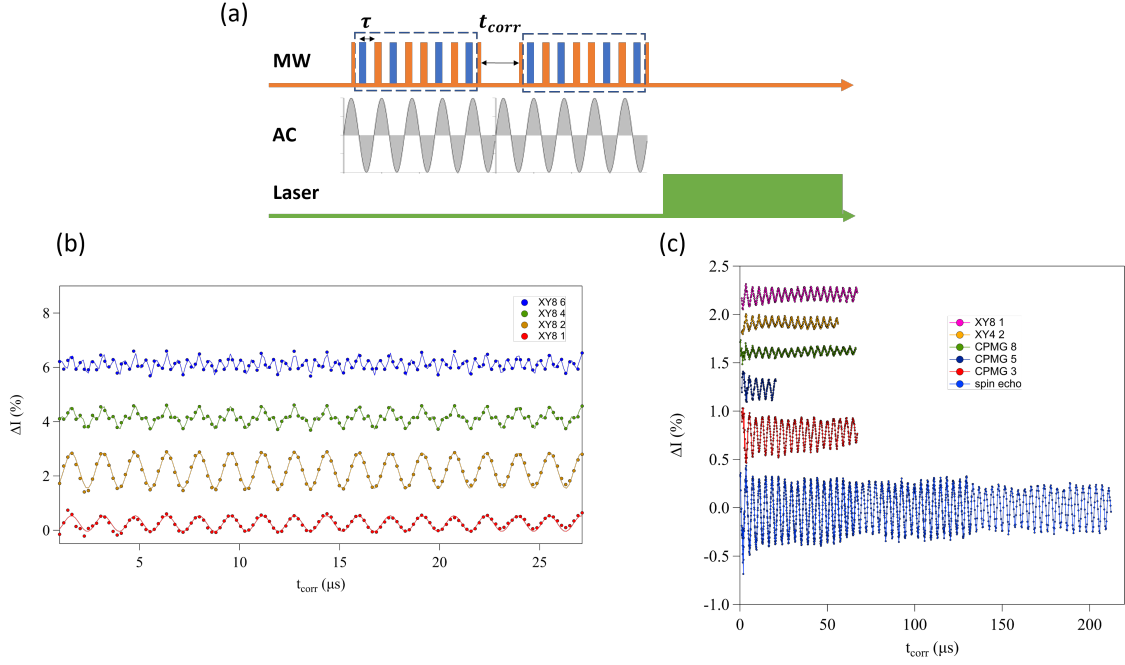 (a)
τ
t_corr
MW
AC
Laser
(b)
8
6
4
2
0
ΔI (%)
XY8 6
XY8 4
XY8 2
XY8 1
5
10
15
20
25
t_corr (μs)
(c)
2.5
2.0
1.5
1.0
0.5
0.0
-0.5
-1.0
ΔI (%)
XY8 1
XY4 2
CPMG 8
CPMG 5
CPMG 3
spin echo
0
50
100
150
200
t_corr (μs)